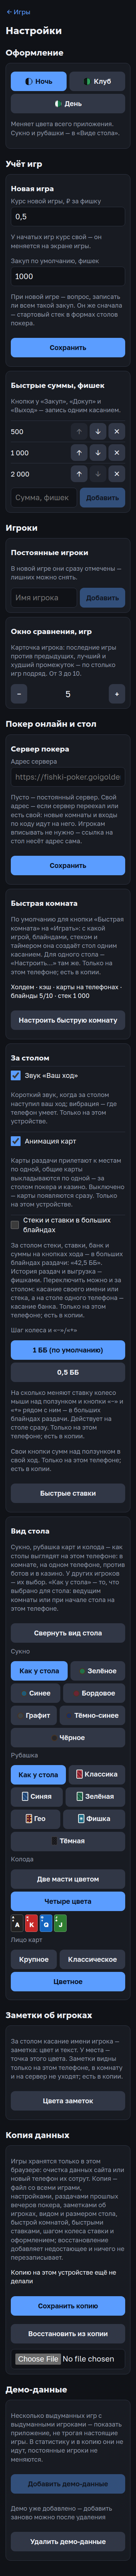 ← Игры
Настройки
Оформление
Ночь
Клуб
День
Меняет цвета всего приложения.
Сукно и рубашки — в «Виде стола».
Учёт игр
Новая игра
Курс новой игры, ₽ за фишку
0,5
У начатых игр курс свой — он
меняется на экране игры.
Закуп по умолчанию, фишек
1000
При новой игре — вопрос, записать
ли всем такой закуп. Он же сначала
— стартовый стек в формах столов
покера.
Сохранить
Быстрые суммы, фишек
Кнопки у «Закуп», «Докуп» и
«Выход» — запись одним касанием.
500
↑ ↓ ✕
1 000
↑ ↓ ✕
2 000
↑ ↓ ✕
Сумма, фишек
Добавить
Игроки
Постоянные игроки
В новой игре они сразу отмечены —
лишних можно снять.
Имя игрока
Добавить
Окно сравнения, игр
Карточка игрока: последние игры
против предыдущих, лучший и
худший промежуток — по столько
игр подряд. От 3 до 10.
− 5 +
Покер онлайн и стол
Сервер покера
Адрес сервера
https://fishki-poker.goigolde
Пусто — постоянный сервер. Свой
адрес — если сервер переехал или
есть свой: новые комнаты и входы
по коду идут на него. Игрокам
вписывать не нужно — ссылка на
стол несёт адрес сама.
Сохранить
Быстрая комната
По умолчанию для кнопки «Быстрая
комната» на «Играть»: с какой
игрой, блайндами, стеком и
таймером она создаёт стол одним
касанием. Для одного стола —
«Настроить…» там же. Только на
этом телефоне; есть в копии.
Холдем · кэш · карты на телефонах ·
блайнды 5/10 · стек 1 000
Настроить быструю комнату
За столом
Звук «Ваш ход»
Короткий звук, когда за столом
наступил ваш ход; вибрация — где
телефон умеет. Только на этом
устройстве.
Анимация карт
Карты раздачи прилетают к местам
по одной, общие карты
выкладываются по одной — за
столом покера и казино. Выключено
— карты появляются сразу. Только
на этом устройстве.
Стеки и ставки в больших
блайндах
За столом стеки, ставки, банк и
суммы на кнопках хода — в больших
блайндах раздачи: «42,5 ББ».
История раздач и выгрузка —
фишками. Переключить можно и за
столом: касание своего стека или
стека, а на столе одного телефона —
касание банка. Только на этом
телефоне; есть в копии.
Шаг колеса и «−»/«+»
1 ББ (по умолчанию)
0,5 ББ
На сколько меняют ставку колесо
мыши над ползунком и кнопки «−» и
«+» рядом с ним — в больших
блайндах раздачи. Действует на
столе сразу. Только на этом
телефоне; есть в копии.
Свои кнопки сумм над ползунком в
свой ход. Только на этом телефоне;
есть в копии.
Быстрые ставки
Вид стола
Сукно, рубашка карт и колода — как
столы выглядят на этом телефоне: в
комнате, на одном телефоне, против
ботов и в казино. У других игроков
— их выбор. «Как у стола» — то, что
выбрано для стола: ведущим
комнаты или при начале стола на
этом телефоне.
Свернуть вид стола
Сукно
Как у стола
Зелёное
Синее
Бордовое
Графит
Тёмно-синее
Чёрное
Рубашка
Как у стола
Классика
Синяя
Зелёная
Гео
Фишка
Тёмная
Колода
Две масти цветом
Четыре цвета
A K Q J
Лицо карт
Крупное
Классическое
Цветное
Заметки об игроках
За столом касание имени игрока —
заметка: цвет и текст. У места —
точка этого цвета. Заметки видны
только на этом телефоне, в комнату
и на сервер не уходят; есть в копии.
Цвета заметок
Копия данных
Игры хранятся только в этом
браузере: очистка данных сайта или
новый телефон их сотрут. Копия —
файл со всеми играми,
настройками, раздачами прошлых
вечеров покера, заметками об
игроках, видом и размером стола,
быстрой комнатой, быстрыми
ставками, шагом колеса ставки и
оформлением; восстановление
добавляет недостающее и ничего не
перезаписывает.
Копию на этом устройстве ещё не
делали
Сохранить копию
Восстановить из копии
Choose File No file chosen
Демо-данные
Несколько выдуманных игр с
выдуманными игроками — показать
приложение, не трогая настоящие
игры. В статистику и в копию они не
идут, постоянные игроки не
меняются.
Добавить демо-данные
Демо уже добавлено — добавить
заново можно после удаления
Удалить демо-данные